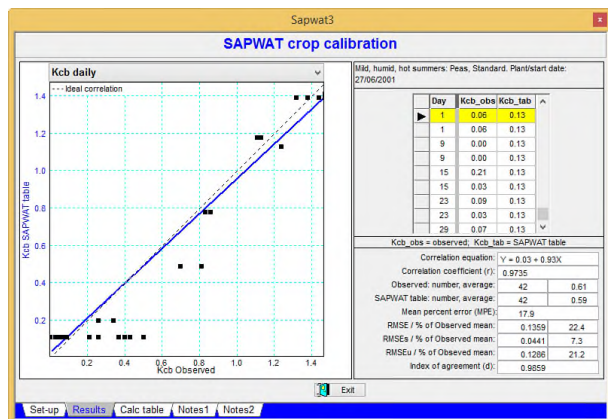 Sapwat3
SAPWAT crop calibration
Kcb daily
Ideal correlation
1.4
1.2
1.0
0.8
0.6
0.4
0.2
Kcb SAPWAT table
0.2 0.4 0.6 0.8 1.0 1.2 1.4
Kcb Observed
Mild, humid, hot summers: Peas, Standard. Plant/start date:
27/06/2001
Day Kcb_obs Kcb_tab
1 0.06 0.13
1 0.06 0.13
9 0.00 0.13
9 0.00 0.13
15 0.21 0.13
15 0.03 0.13
23 0.09 0.13
23 0.03 0.13
29 0.07 0.13
Kcb_obs = observed; Kcb_tab = SAPWAT table
Correlation equation: Y = 0.03 + 0.93X
Correlation coefficient (r): 0.9735
Observed: number, average: 42 0.61
SAPWAT table: number, average: 42 0.59
Mean percent error (MPE): 17.9
RMSE / % of Observed mean: 0.1359 22.4
RMSEs / % of Observed mean: 0.0441 7.3
RMSEu / % of Observed mean: 0.1286 21.2
Index of agreement (d): 0.9859
Exit
Set-up Results Calc table Notes1 Notes2